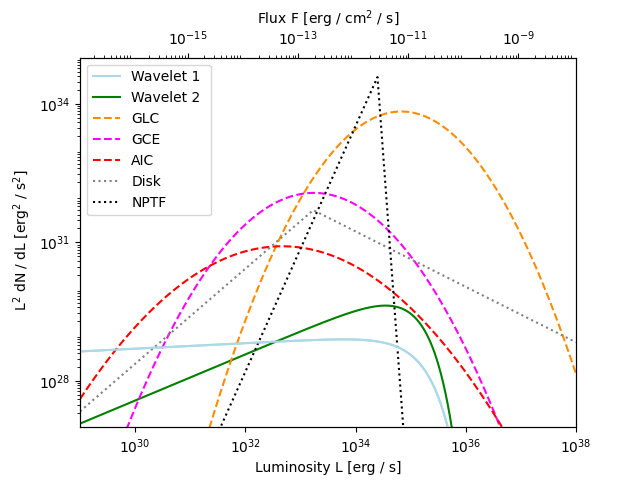 Flux F [erg / cm² / s]
10⁻¹⁵ 10⁻¹³ 10⁻¹¹ 10⁻⁹
Wavelet 1
Wavelet 2
GLC
GCE
AIC
Disk
NPTF
L² dN / dL [erg² / s²]
10³⁴
10³¹
10²⁸
10³⁰ 10³² 10³⁴ 10³⁶ 10³⁸
Luminosity L [erg / s]